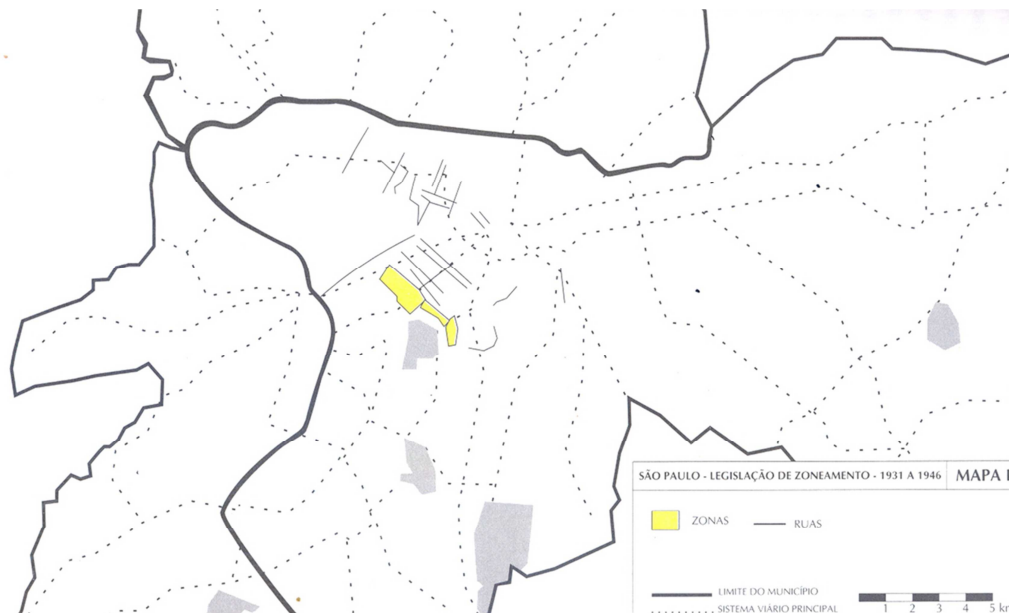 SÃO PAULO - LEGISLAÇÃO DE ZONEAMENTO - 1931 A 1946
MAPA
ZONAS
RUAS
LIMITE DO MUNICÍPIO
SISTEMA VIÁRIO PRINCIPAL
1 2 4 5 km